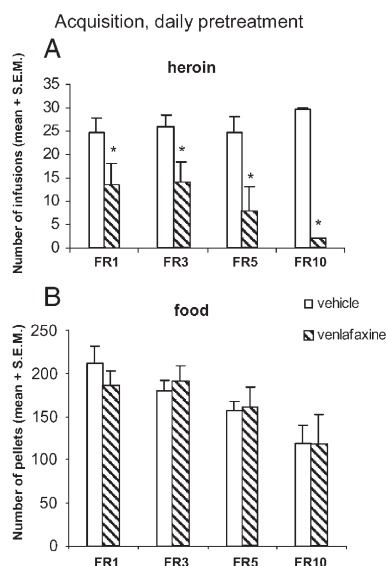 Acquisition, daily pretreatment
A
heroin
Number of infusions (mean + S.E.M.)
35
30
25
20
15
10
5
0
*
*
*
*
FR1 FR3 FR5 FR10
B
food
vehicle
venlafaxine
Number of pellets (mean + S.E.M.)
250
200
150
100
50
0
FR1 FR3 FR5 FR10